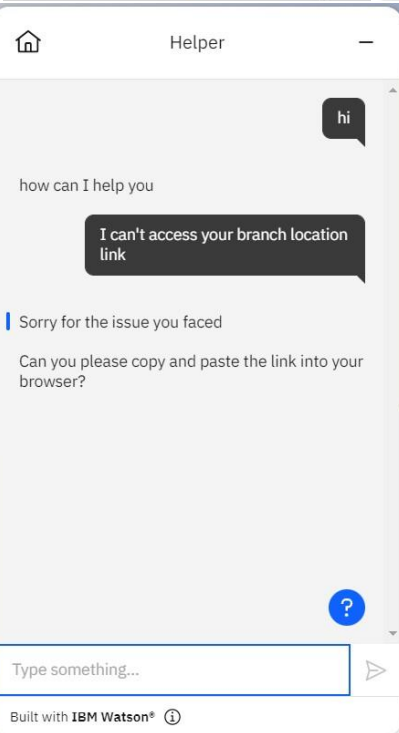 Helper
hi
how can I help you
I can't access your branch location
link
Sorry for the issue you faced
Can you please copy and paste the link into your
browser?
?
Type something...
Built with IBM Watson®